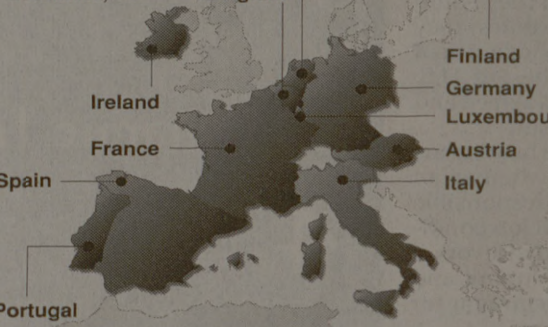 Finland
Germany
Ireland
Luxembou
France
Austria
Spain
Italy
Portugal